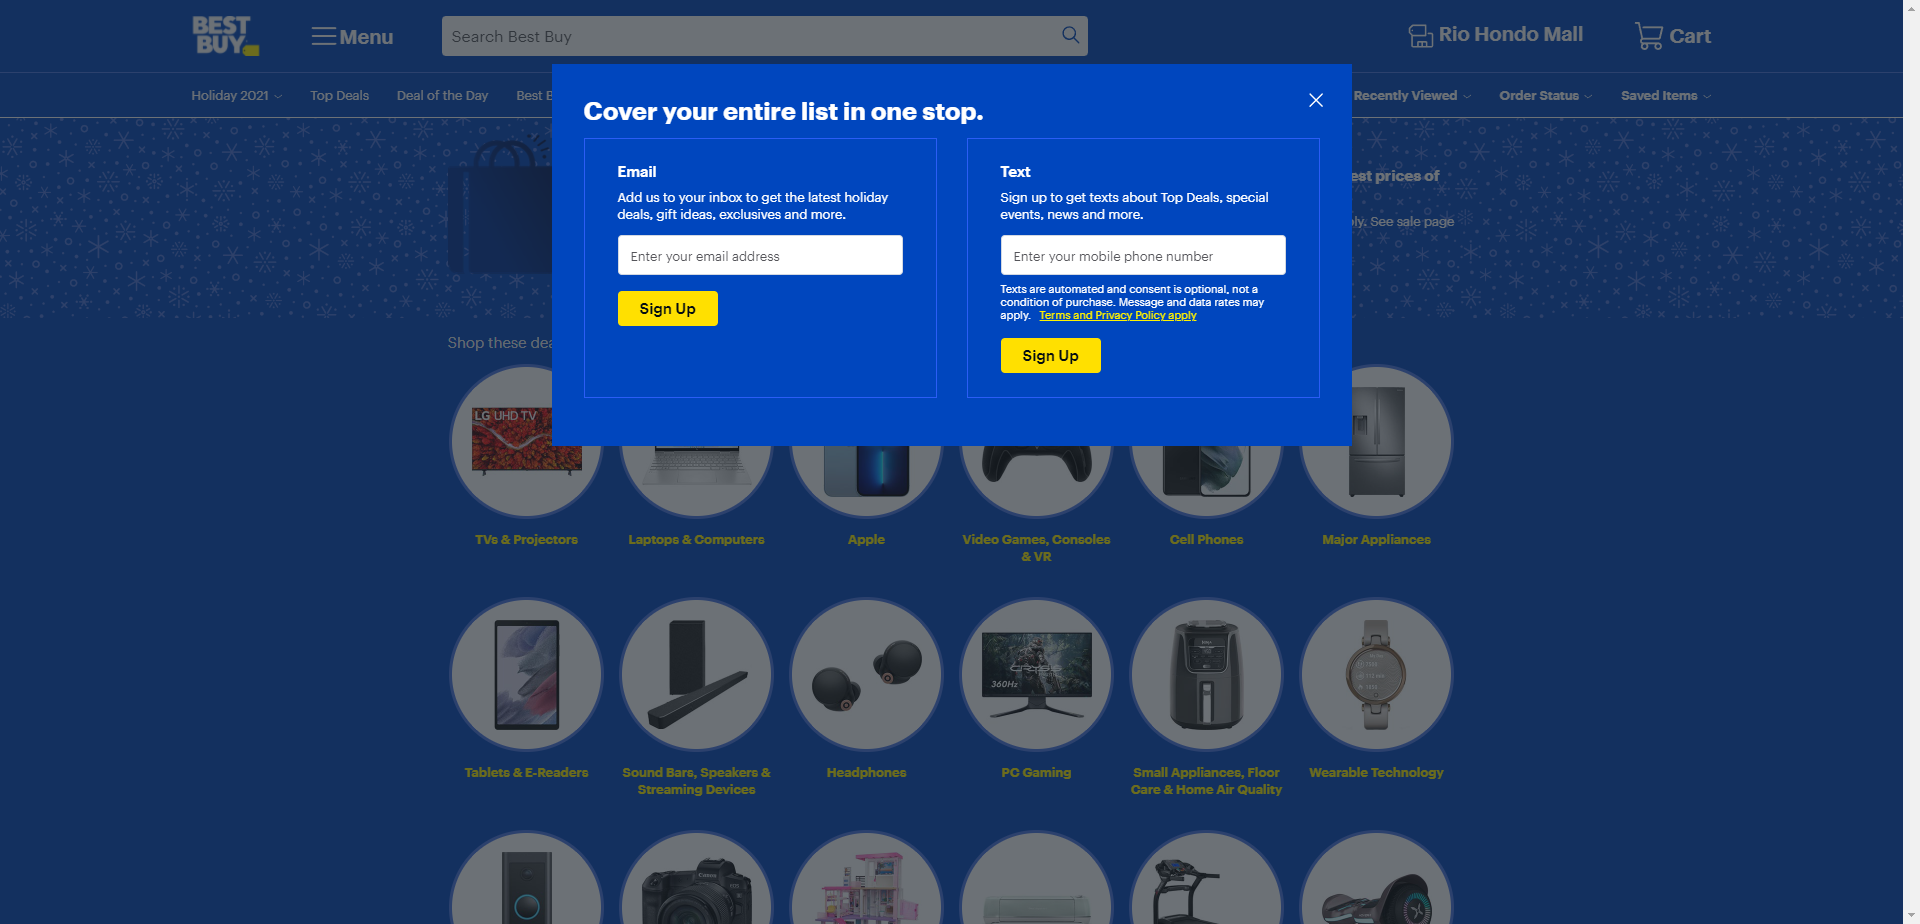 BEST
BUY
Menu
Search Best Buy
Rio Hondo Mall
Cart
Holiday 2021
Top Deals
Deal of the Day
Best B
Recently Viewed
Order Status
Saved Items
Cover your entire list in one stop.
Email
Add us to your inbox to get the latest holiday
deals, gift ideas, exclusives and more.
Enter your email address
Sign Up
Text
Sign up to get texts about Top Deals, special
events, news and more.
Enter your mobile phone number
Texts are automated and consent is optional, not a
condition of purchase. Message and data rates may
apply. Terms and Privacy Policy apply
Sign Up
est prices of
ly. See sale page
Shop these dea
LG UHD TV
TVs & Projectors
Laptops & Computers
Apple
Video Games, Consoles
& VR
Cell Phones
Major Appliances
CRYSIS
360Hz
Tablets & E-Readers
Sound Bars, Speakers &
Streaming Devices
Headphones
PC Gaming
Small Appliances, Floor
Care & Home Air Quality
Wearable Technology
Canon